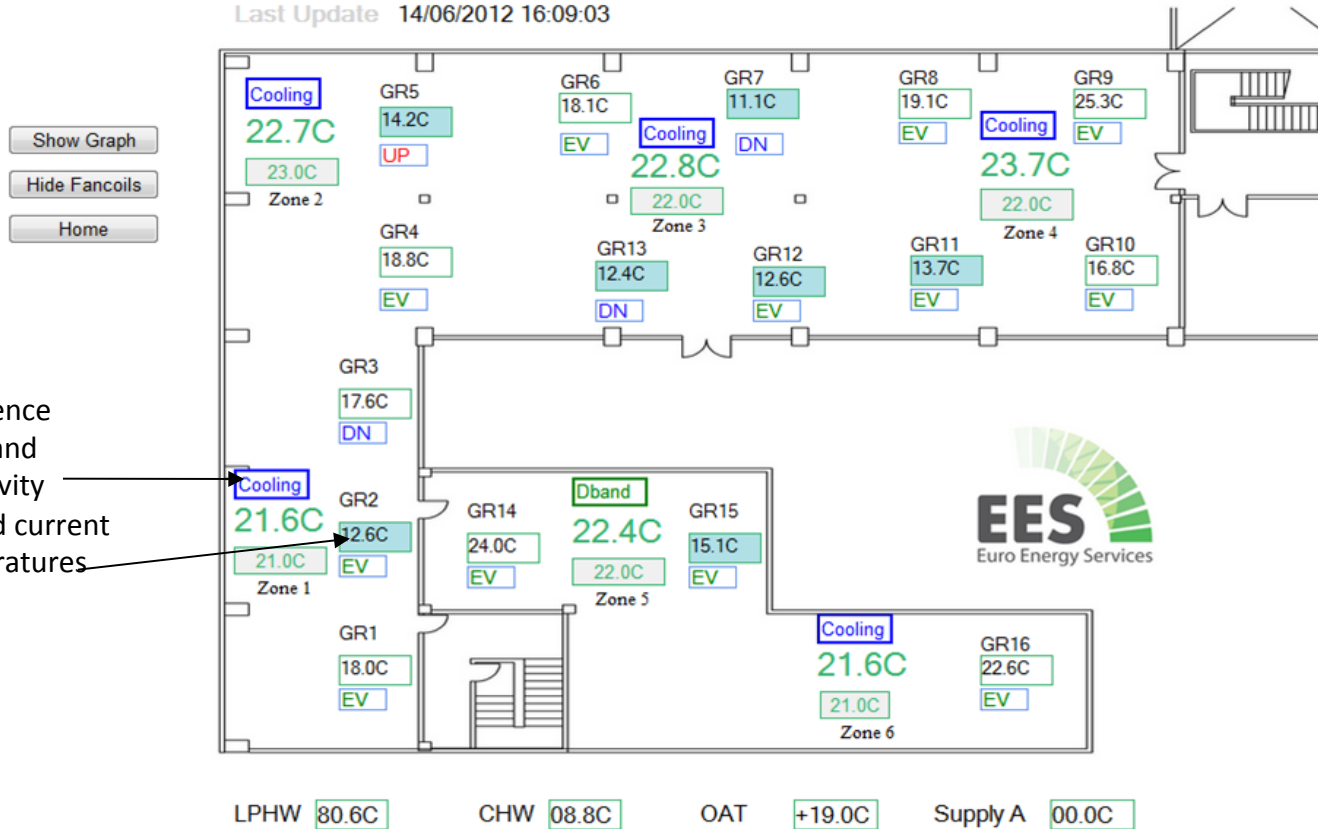 Last Update 14/06/2012 16:09:03
Show Graph
Hide Fancoils
Home
Cooling
22.7C
23.0C
Zone 2
GR5
14.2C
UP
GR6
18.1C
EV
Cooling
22.8C
22.0C
Zone 3
GR7
11.1C
DN
GR8
19.1C
EV
Cooling
23.7C
22.0C
Zone 4
GR9
25.3C
EV
GR4
18.8C
EV
GR13
12.4C
DN
GR12
12.6C
EV
GR11
13.7C
EV
GR10
16.8C
EV
GR3
17.6C
DN
ence
and
vity
d current
ratures
Cooling
21.6C
21.0C
Zone 1
GR2
12.6C
EV
GR14
24.0C
EV
Dband
22.4C
22.0C
Zone 5
GR15
15.1C
EV
EES
Euro Energy Services
GR1
18.0C
EV
Cooling
21.6C
21.0C
Zone 6
GR16
22.6C
EV
LPHW 80.6C CHW 08.8C OAT +19.0C Supply A 00.0C